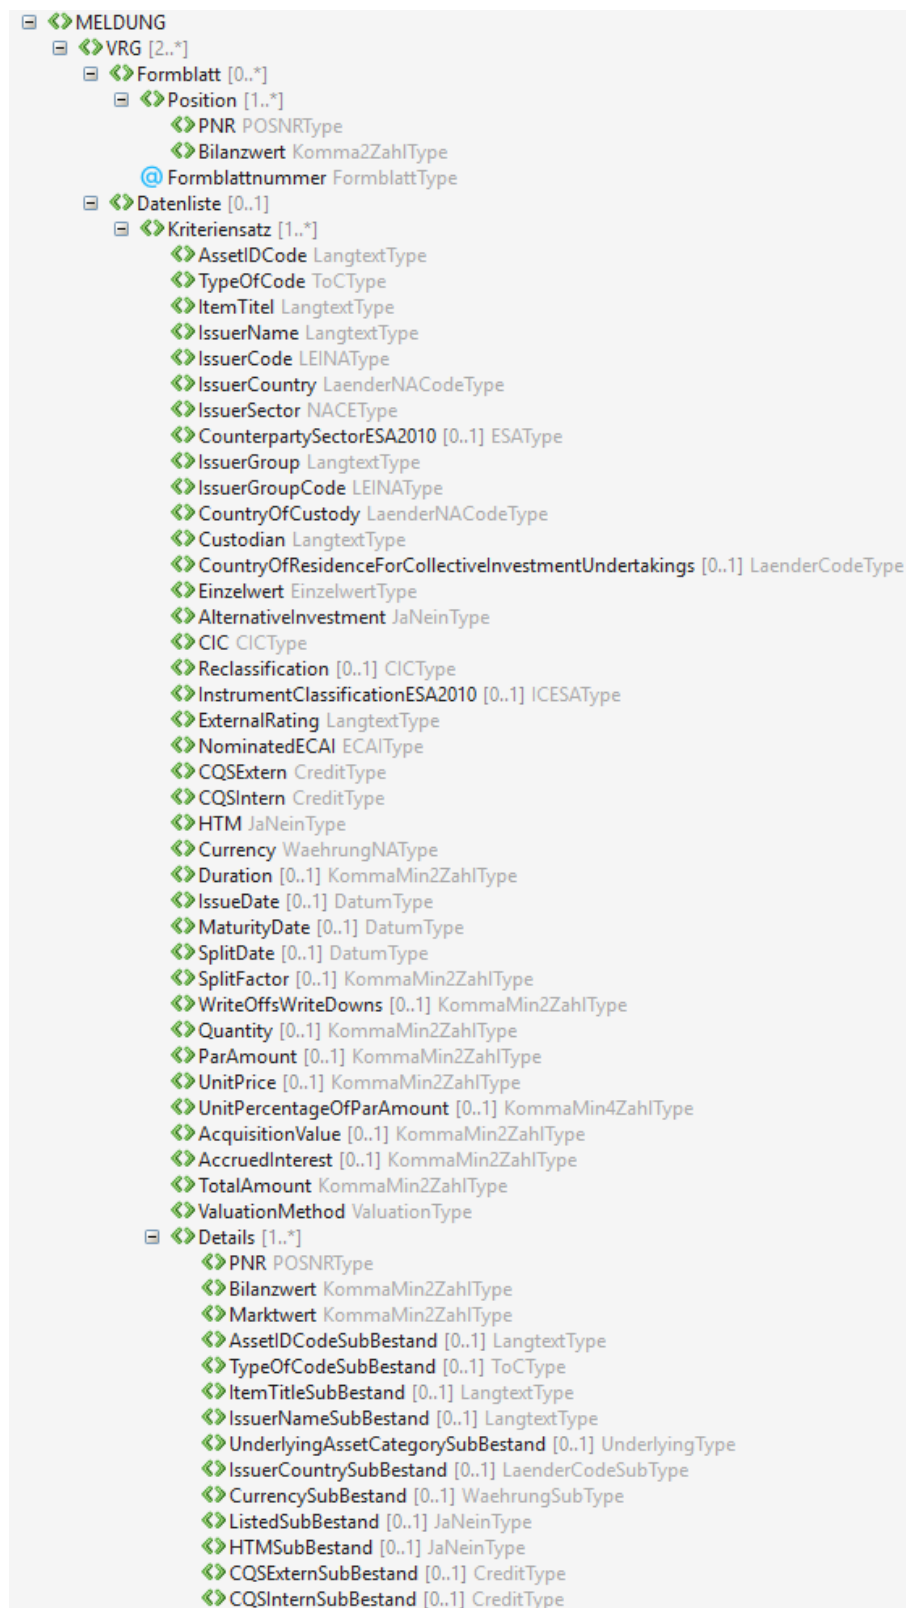 MELDUNG
VRG [2..*]
Formblatt [0..*]
Position [1..*]
PNR POSNRType
Bilanzwert Komma2ZahlType
@ Formblattnummer FormblattType
Datenliste [0..1]
Kriteriensatz [1..*]
AssetIDCode LangtextType
TypeOfCode ToCType
ItemTitel LangtextType
IssuerName LangtextType
IssuerCode LEINAType
IssuerCountry LaenderNACodeType
IssuerSector NACEType
CounterpartySectorESA2010 [0..1] ESAType
IssuerGroup LangtextType
IssuerGroupCode LEINAType
CountryOfCustody LaenderNACodeType
Custodian LangtextType
CountryOfResidenceForCollectiveInvestmentUndertakings [0..1] LaenderCodeType
Einzelwert EinzelwertType
AlternativeInvestment JaNeinType
CIC CICType
Reclassification [0..1] CICType
InstrumentClassificationESA2010 [0..1] ICESAType
ExternalRating LangtextType
NominatedECAI ECAIType
CQSExtern CreditType
CQSIntern CreditType
HTM JaNeinType
Currency WaehrungNAType
Duration [0..1] KommaMin2ZahlType
IssueDate [0..1] DatumType
MaturityDate [0..1] DatumType
SplitDate [0..1] DatumType
SplitFactor [0..1] KommaMin2ZahlType
WriteOffsWriteDowns [0..1] KommaMin2ZahlType
Quantity [0..1] KommaMin2ZahlType
ParAmount [0..1] KommaMin2ZahlType
UnitPrice [0..1] KommaMin2ZahlType
UnitPercentageOfParAmount [0..1] KommaMin4ZahlType
AcquisitionValue [0..1] KommaMin2ZahlType
AccruedInterest [0..1] KommaMin2ZahlType
TotalAmount KommaMin2ZahlType
ValuationMethod ValuationType
Details [1..*]
PNR POSNRType
Bilanzwert KommaMin2ZahlType
Marktwert KommaMin2ZahlType
AssetIDCodeSubBestand [0..1] LangtextType
TypeOfCodeSubBestand [0..1] ToCType
ItemTitleSubBestand [0..1] LangtextType
IssuerNameSubBestand [0..1] LangtextType
UnderlyingAssetCategorySubBestand [0..1] UnderlyingType
IssuerCountrySubBestand [0..1] LaenderCodeSubType
CurrencySubBestand [0..1] WaehrungSubType
ListedSubBestand [0..1] JaNeinType
HTMSubBestand [0..1] JaNeinType
CQSExternSubBestand [0..1] CreditType
CQSInternSubBestand [0..1] CreditType